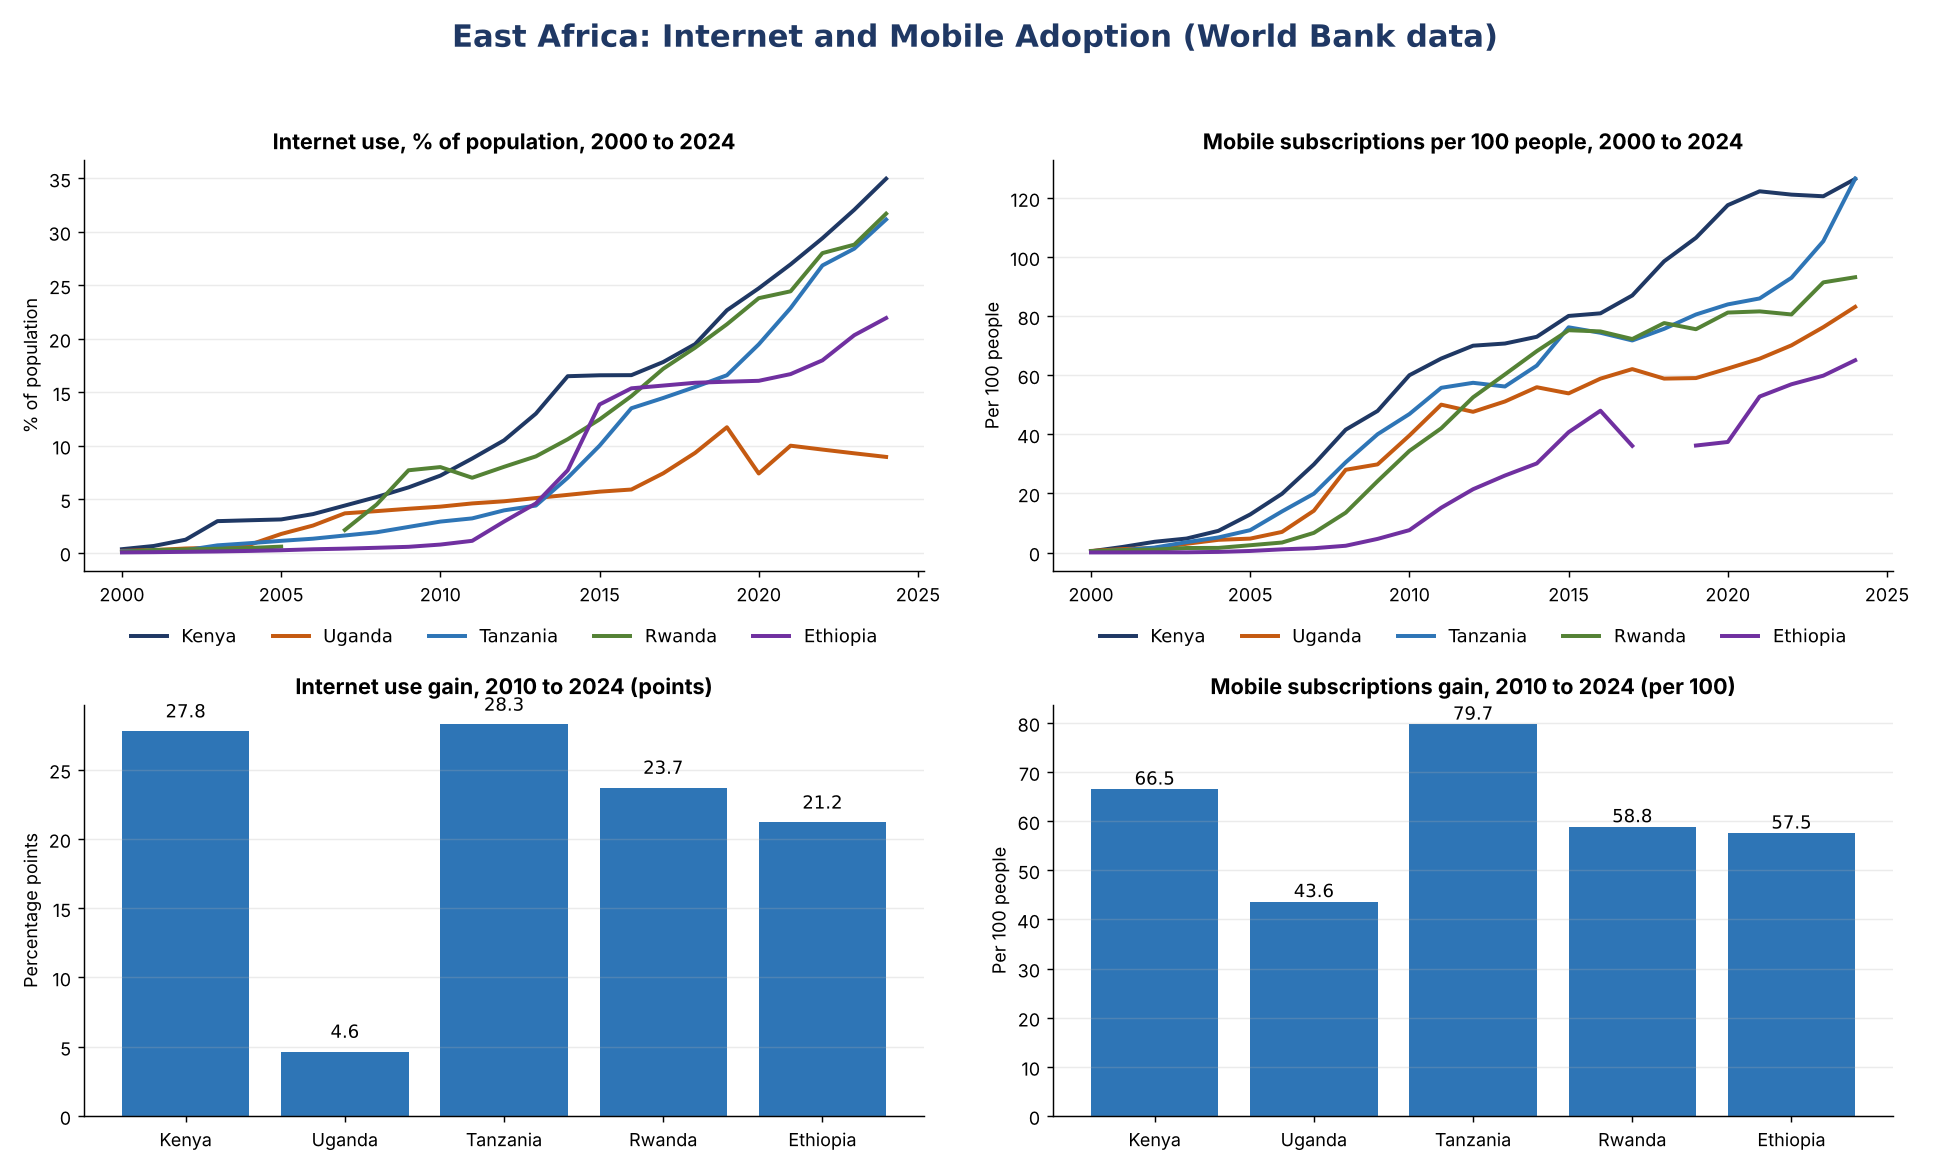 East Africa: Internet and Mobile Adoption (World Bank data)
Internet use, % of population, 2000 to 2024
% of population
35
30
25
20
15
10
5
0
2000 2005 2010 2015 2020 2025
Kenya Uganda Tanzania Rwanda Ethiopia
Mobile subscriptions per 100 people, 2000 to 2024
Per 100 people
120
100
80
60
40
20
0
2000 2005 2010 2015 2020 2025
Kenya Uganda Tanzania Rwanda Ethiopia
Internet use gain, 2010 to 2024 (points)
Percentage points
25
20
15
10
5
0
27.8 4.6 28.3 23.7 21.2
Kenya Uganda Tanzania Rwanda Ethiopia
Mobile subscriptions gain, 2010 to 2024 (per 100)
Per 100 people
80
70
60
50
40
30
20
10
0
66.5 43.6 79.7 58.8 57.5
Kenya Uganda Tanzania Rwanda Ethiopia